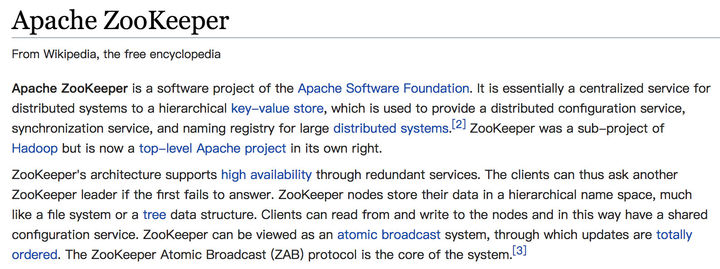 Apache ZooKeeper
From Wikipedia, the free encyclopedia
Apache ZooKeeper is a software project of the Apache Software Foundation. It is essentially a centralized service for
distributed systems to a hierarchical key-value store, which is used to provide a distributed configuration service,
synchronization service, and naming registry for large distributed systems.[2] ZooKeeper was a sub-project of
Hadoop but is now a top-level Apache project in its own right.
ZooKeeper's architecture supports high availability through redundant services. The clients can thus ask another
ZooKeeper leader if the first fails to answer. ZooKeeper nodes store their data in a hierarchical name space, much
like a file system or a tree data structure. Clients can read from and write to the nodes and in this way have a shared
configuration service. ZooKeeper can be viewed as an atomic broadcast system, through which updates are totally
ordered. The ZooKeeper Atomic Broadcast (ZAB) protocol is the core of the system.[3]